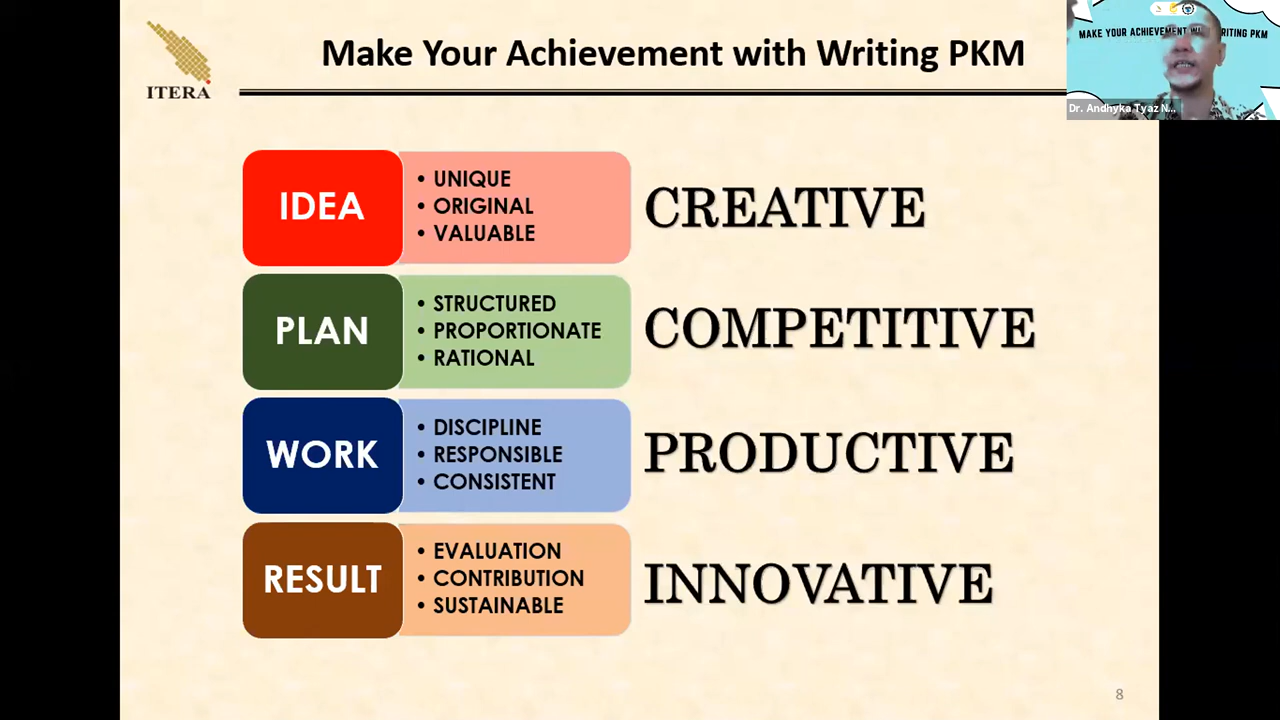 ITERA
Make Your Achievement with Writing PKM
MAKE YOUR ACHIEVEMENT WRITING PKM
Dr. Andhyka Tyaz N...
IDEA
• UNIQUE
• ORIGINAL
• VALUABLE
CREATIVE
PLAN
• STRUCTURED
• PROPORTIONATE
• RATIONAL
COMPETITIVE
WORK
• DISCIPLINE
• RESPONSIBLE
• CONSISTENT
PRODUCTIVE
RESULT
• EVALUATION
• CONTRIBUTION
• SUSTAINABLE
INNOVATIVE
8